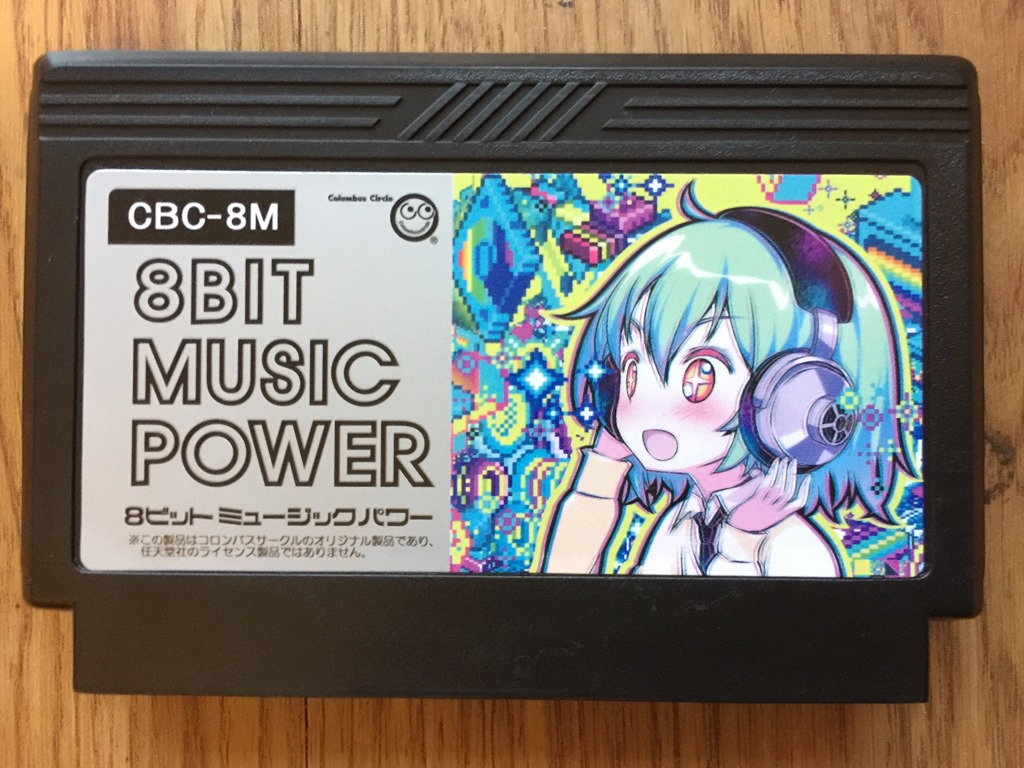 CBC-8M
Columbus Circle
®
8BIT
MUSIC
POWER
8ビット ミュージックパワー
※この製品はコロンバスサークルのオリジナル製品であり、
任天堂社のライセンス製品ではありません。